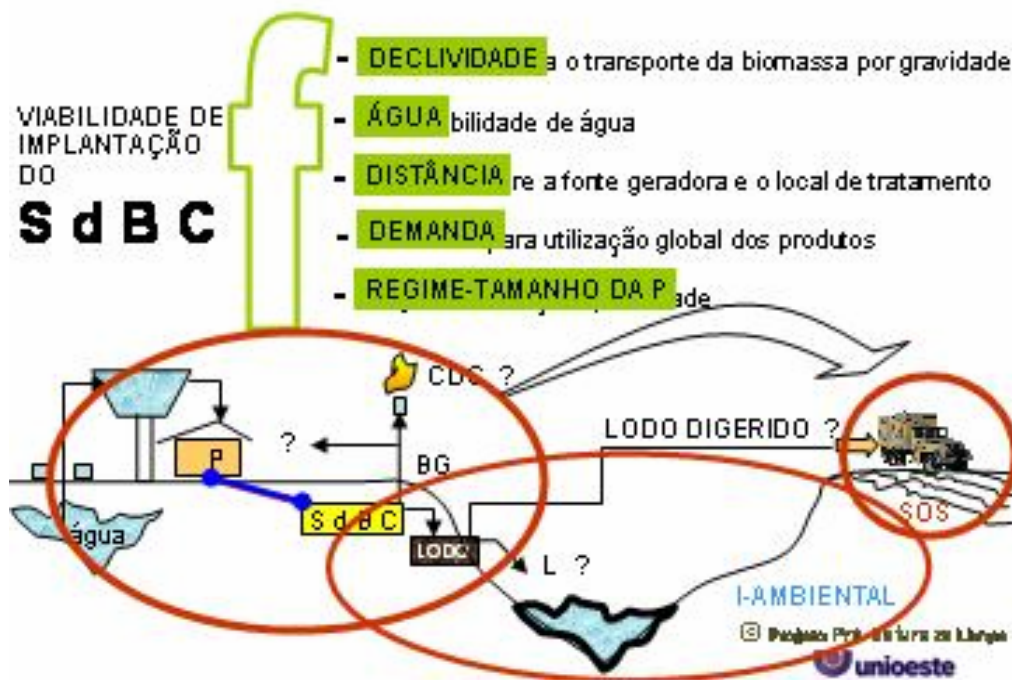 f
- DECLIVIDADE a o transporte da biomassa por gravidade
VIABILIDADE DE
IMPLANTAÇÃO
DO
S d B C
- ÁGUA bilidade de água
- DISTÂNCIA re a fonte geradora e o local de tratamento
- DEMANDA para utilização global dos produtos
- REGIME-TAMANHO DA P ade
CDC ?
LODO DIGERIDO ?
?
P
BG
S d B C
água
LODO
L ?
SOS
I-AMBIENTAL
©
unioeste